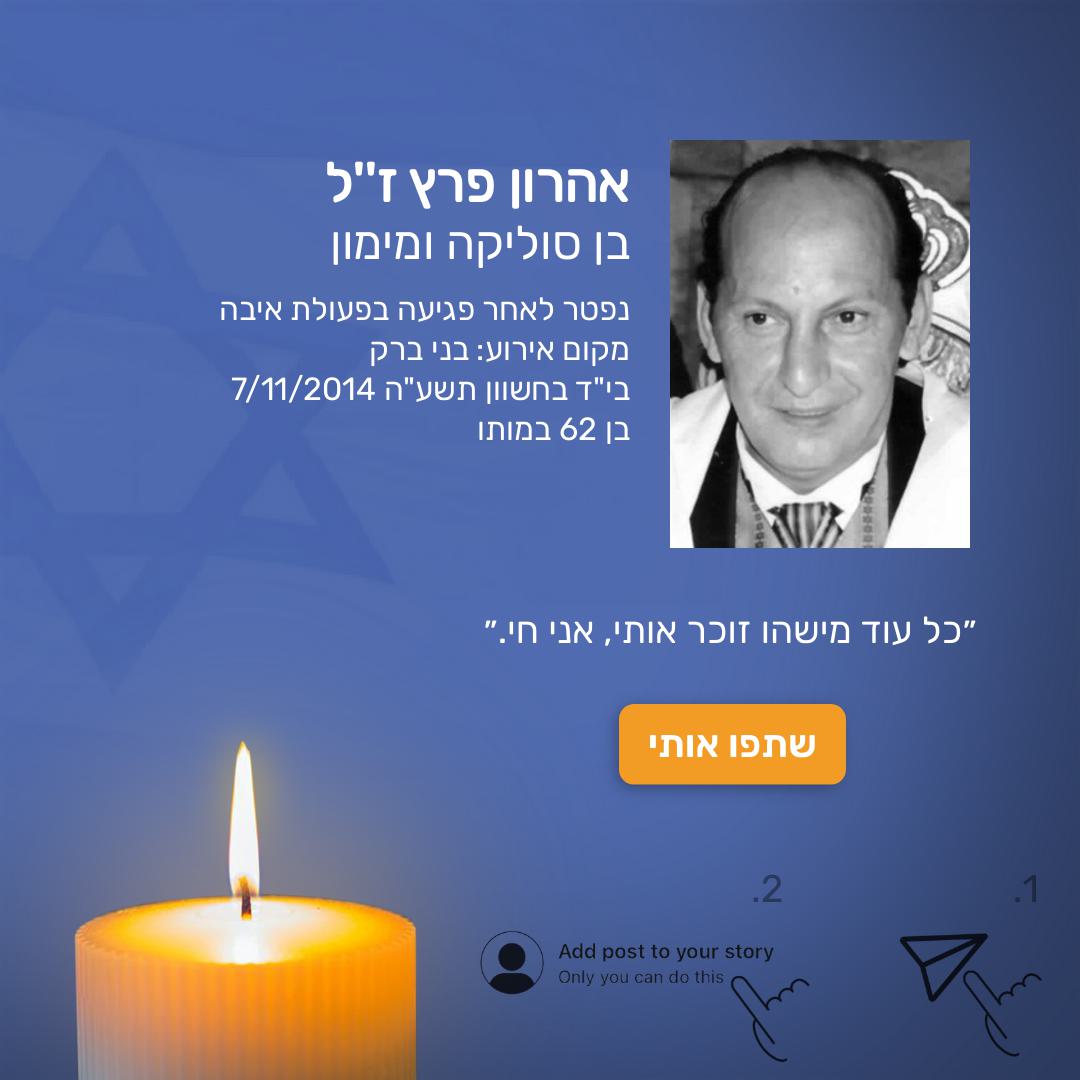 אהרון פרץ ז"ל
בן סוליקה ומימון
נפטר לאחר פגיעה בפעולת איבה
מקום אירוע: בני ברק
בי"ד בחשוון תשע"ה 7/11/2014
בן 62 במותו
״כל עוד מישהו זוכר אותי, אני חי.״
שתפו אותי
.1
.2
Add post to your story
Only you can do this